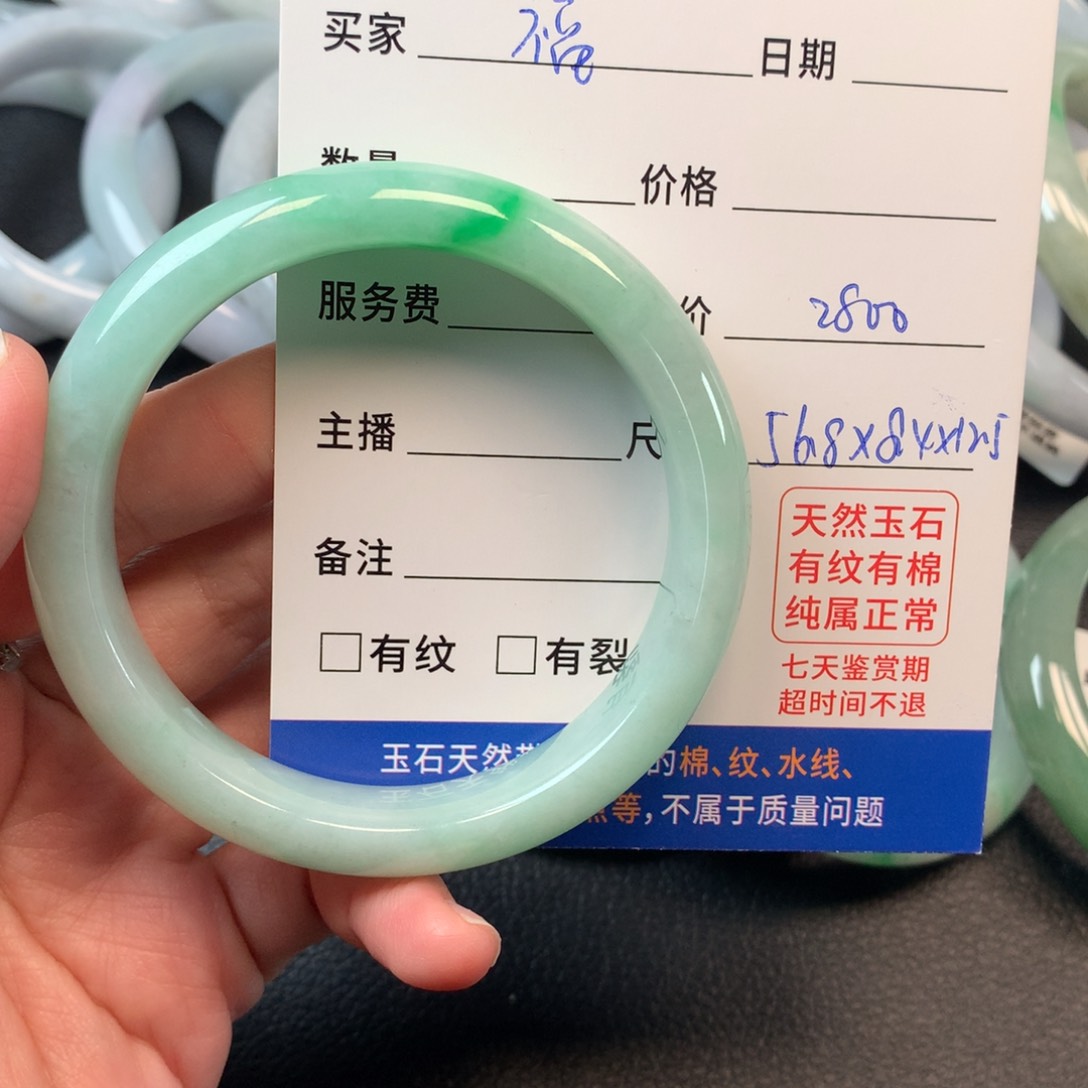 买家 福 日期
数量 价格
服务费 价 2800
主播 尺 56.8x8.4x12.5
备注
天然玉石
有纹有棉
纯属正常
□有纹 □有裂
七天鉴赏期
超时间不退
玉石天然 的棉、纹、水线、
点等，不属于质量问题